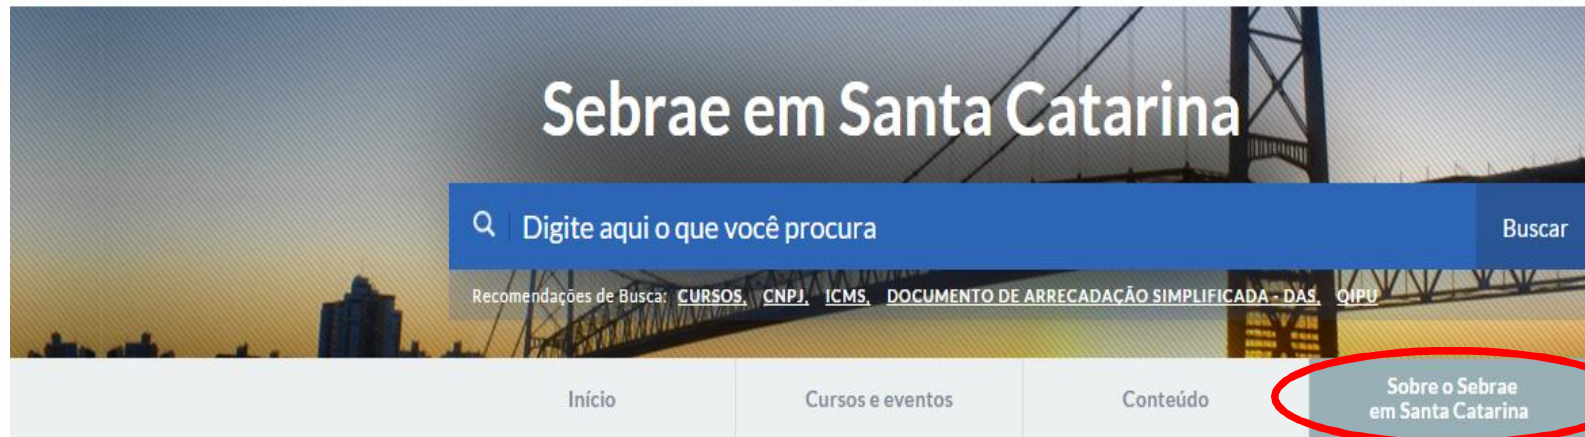 Sebrae em Santa Catarina
Digite aqui o que você procura
Buscar
Recomendações de Busca: CURSOS, CNPJ, ICMS, DOCUMENTO DE ARRECADAÇÃO SIMPLIFICADA - DAS, QIPU
Início
Cursos e eventos
Conteúdo
Sobre o Sebrae
em Santa Catarina